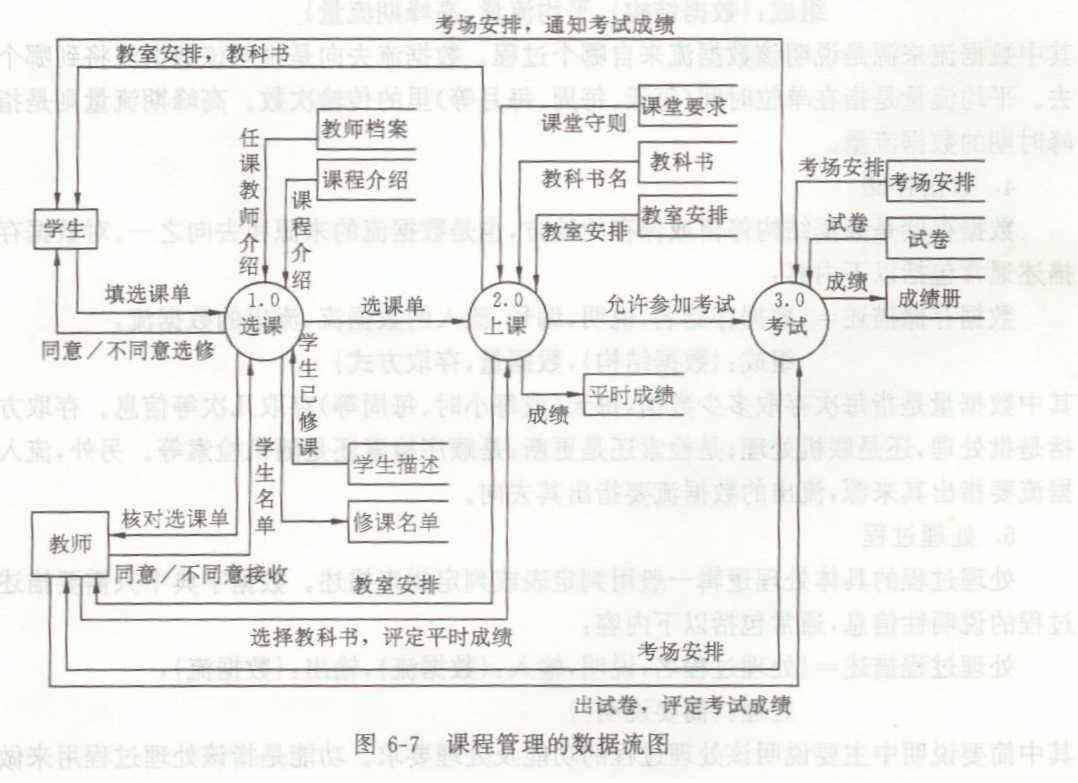 考场安排，通知考试成绩
教室安排，教科书
任课教师介绍
教师档案
课程介绍
课程介绍
课堂守则
课堂要求
教科书名
教科书
教室安排
教室安排
考场安排
考场安排
试卷
试卷
成绩
成绩册
学生
填选课单
同意／不同意选修
1.0
选课
选课单
2.0
上课
允许参加考试
3.0
考试
学生已修课
成绩
平时成绩
学生名单
学生描述
修课名单
教师
核对选课单
同意／不同意接收
教室安排
选择教科书，评定平时成绩
考场安排
出试卷，评定考试成绩
图 6-7 课程管理的数据流图